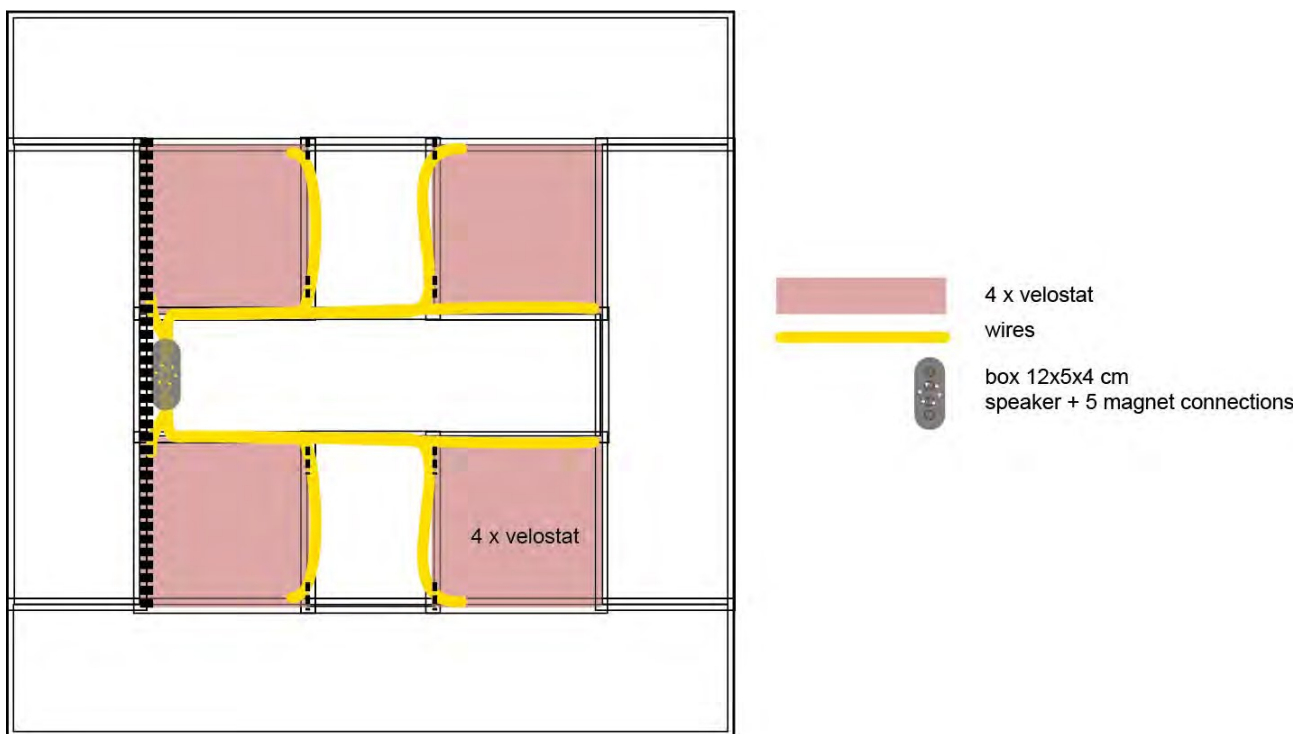 4 x velostat
wires
box 12x5x4 cm
speaker + 5 magnet connections
4 x velostat